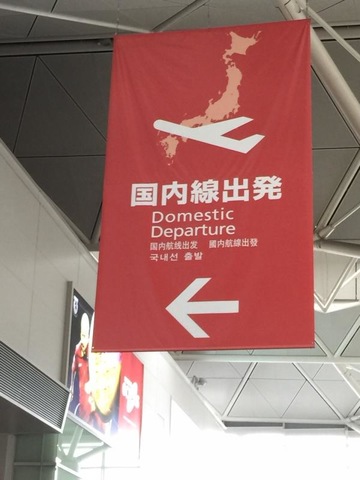 国内線出発
Domestic
Departure
国内航线出发 國内航線出發
국내선 출발